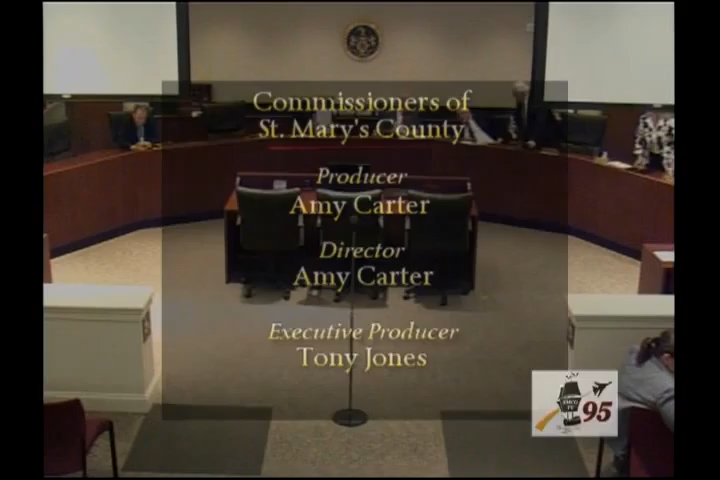 Commissioners of
St. Mary's County
Producer
Amy Carter
Director
Amy Carter
Executive Producer
Tony Jones
95